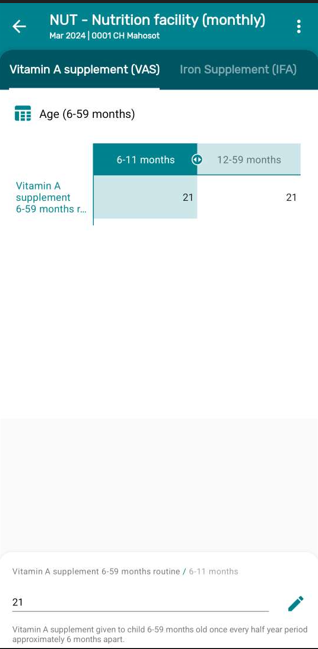 NUT - Nutrition facility (monthly)
Mar 2024 | 0001 CH Mahosot
Vitamin A supplement (VAS)
Iron Supplement (IFA)
Age (6-59 months)
6-11 months
12-59 months
Vitamin A
supplement
6-59 months r...
21
21
Vitamin A supplement 6-59 months routine / 6-11 months
21
Vitamin A supplement given to child 6-59 months old once every half year period
approximately 6 months apart.